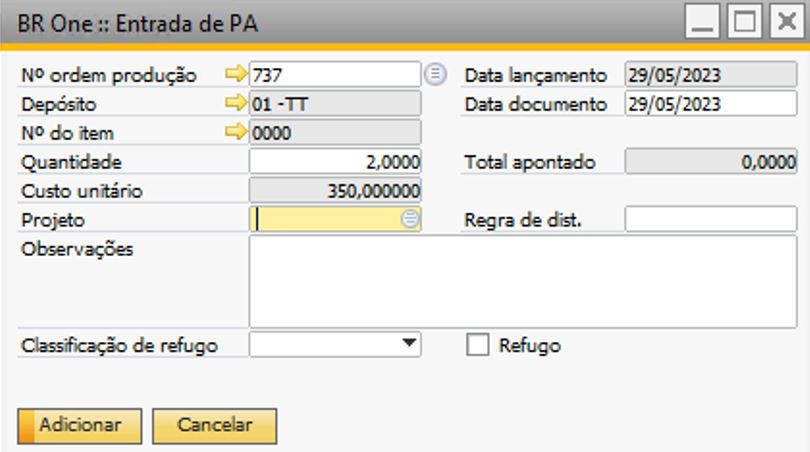 BR One :: Entrada de PA
Nº ordem produção 737 Data lançamento 29/05/2023
Depósito 01 -TT Data documento 29/05/2023
Nº do item 0000
Quantidade 2,0000 Total apontado 0,0000
Custo unitário 350,000000
Projeto Regra de dist.
Observações
Classificação de refugo Refugo
Adicionar Cancelar